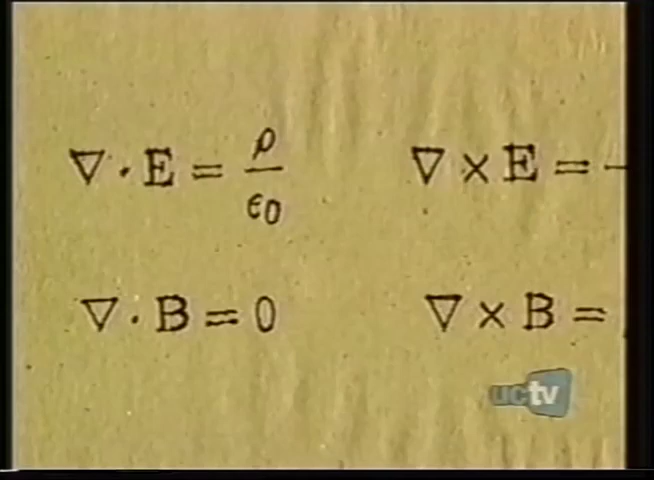 ∇ · E = ρ/ε0
∇ × E = −
∇ · B = 0
∇ × B =
uctv